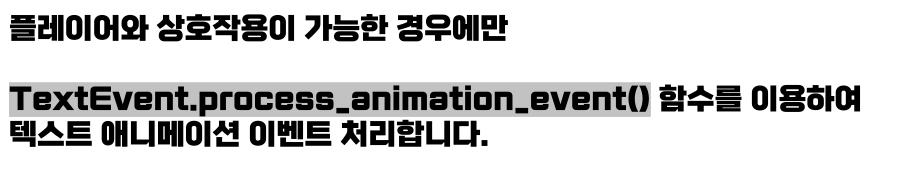 플레이어와 상호작용이 가능한 경우에만
TextEvent.process_animation_event() 함수를 이용하여
텍스트 애니메이션 이벤트 처리합니다.